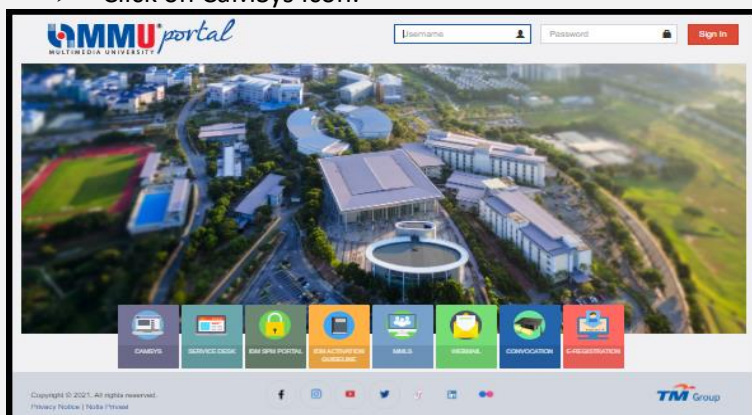 Click on CaMSys icon.
MMU portal
MULTIMEDIA UNIVERSITY
Username
Password
Sign In
CAMSYS
SERVICE DESK
IDM SPM PORTAL
IDM ACTIVATION
GUIDELINE
MMLS
WEBMAIL
CONVOCATION
E-REGISTRATION
Copyright © 2021. All rights reserved.
Privacy Notice | Notis Privasi
TM Group